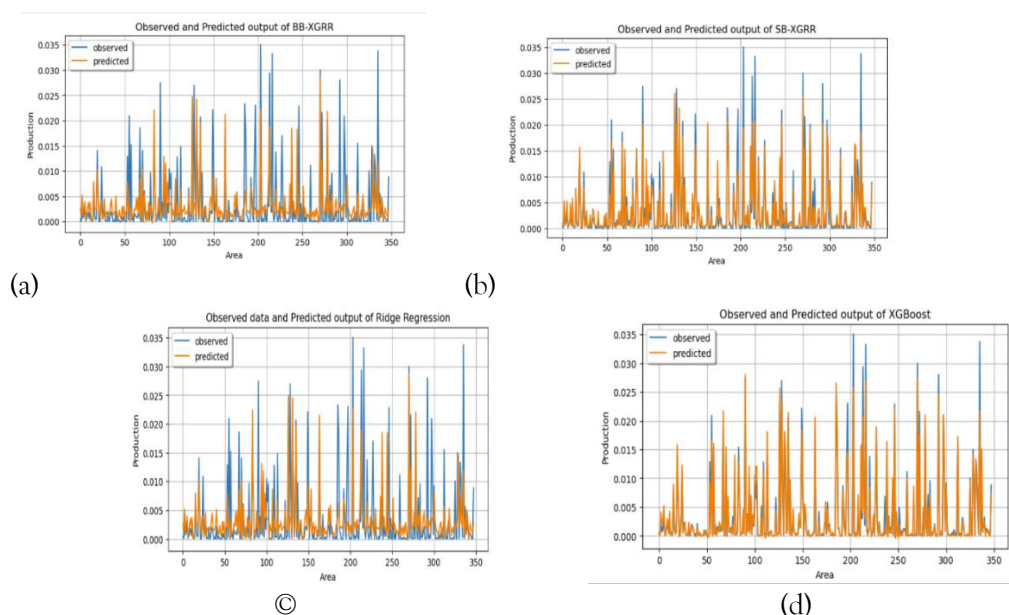 Observed and Predicted output of BB-XGRR
observed
predicted
Production
0.035
0.030
0.025
0.020
0.015
0.010
0.005
0.000
0 50 100 150 200 250 300 350
Area
(a)
Observed and Predicted output of SB-XGRR
observed
predicted
Production
0.035
0.030
0.025
0.020
0.015
0.010
0.005
0.000
0 50 100 150 200 250 300 350
Area
(b)
Observed data and Predicted output of Ridge Regression
observed
predicted
Production
0.035
0.030
0.025
0.020
0.015
0.010
0.005
0.000
0 50 100 150 200 250 300 350
Area
©
Observed and Predicted output of XGBoost
observed
predicted
Production
0.035
0.030
0.025
0.020
0.015
0.010
0.005
0.000
0 50 100 150 200 250 300 350
Area
(d)